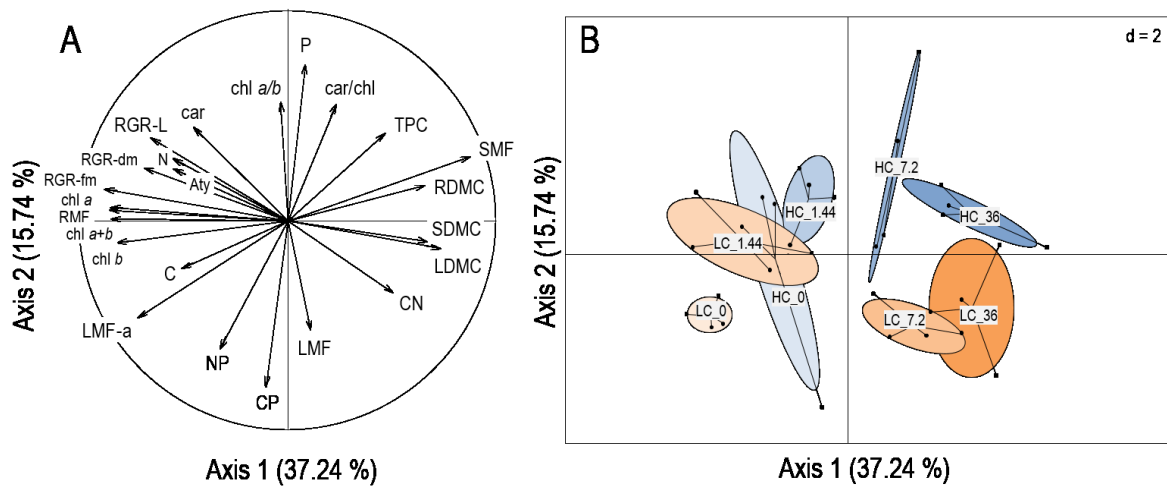 A
P
chl a/b
car/chl
car
RGR-L
TPC
N
SMF
RGR-dm
Aty
RGR-fm
RDMC
chl a
RMF
SDMC
chl a+b
chl b
LDMC
C
CN
LMF-a
LMF
NP
CP
Axis 2 (15.74 %)
Axis 1 (37.24 %)
B
d = 2
HC_7.2
HC_1.44
HC_36
LC_1.44
HC_0
LC_0
LC_7.2
LC_36
Axis 2 (15.74 %)
Axis 1 (37.24 %)